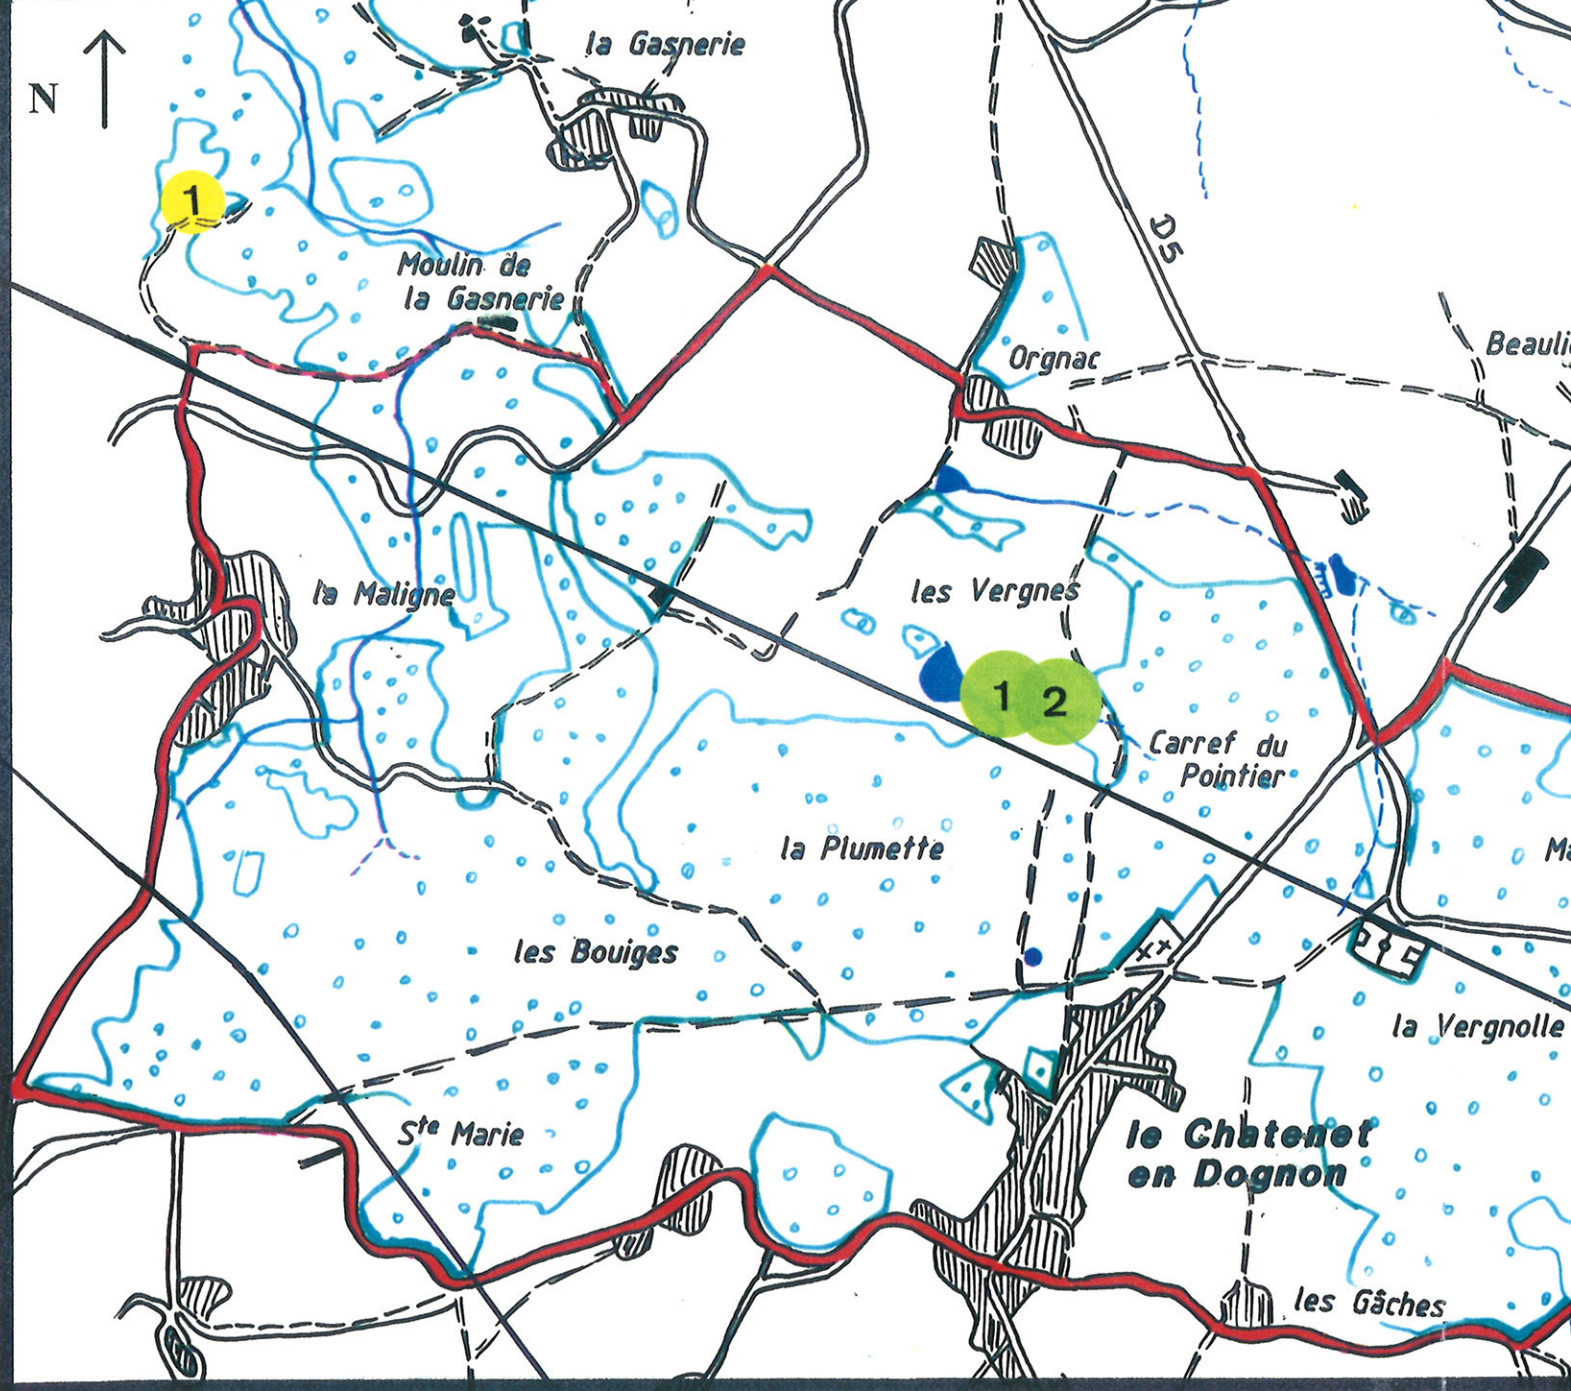 la Gasnerie
N
1
D5
Moulin de
la Gasnerie
Orgnac
Beauli
la Maligne
les Vergnes
1 2
Carref du
Pointier
la Plumette
Ma
les Bouiges
la Vergnolle
Ste Marie
le Chatenet
en Dognon
les Gâches